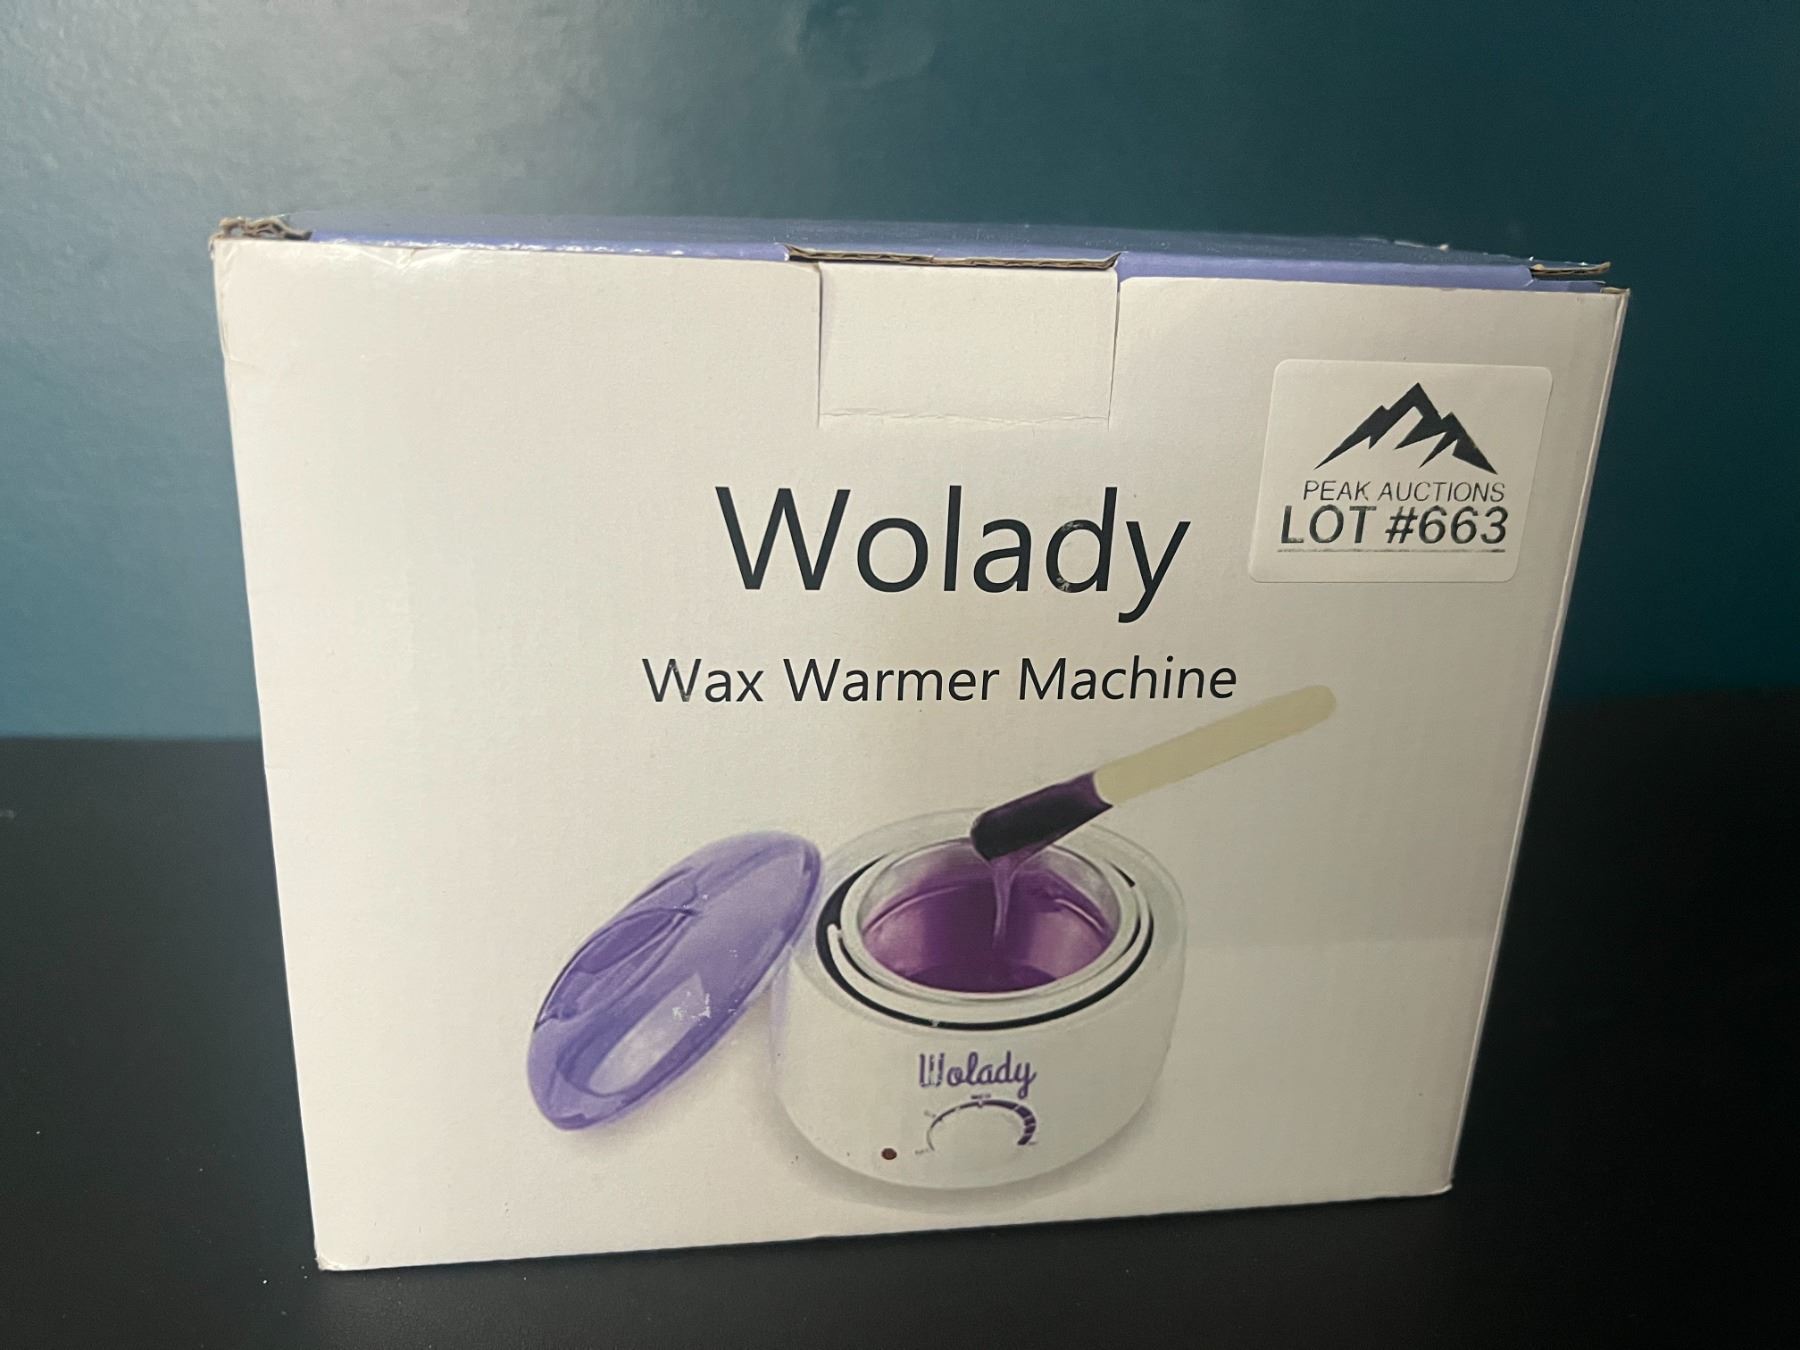 PEAK AUCTIONS
LOT #663
Wolady
Wax Warmer Machine
Wolady